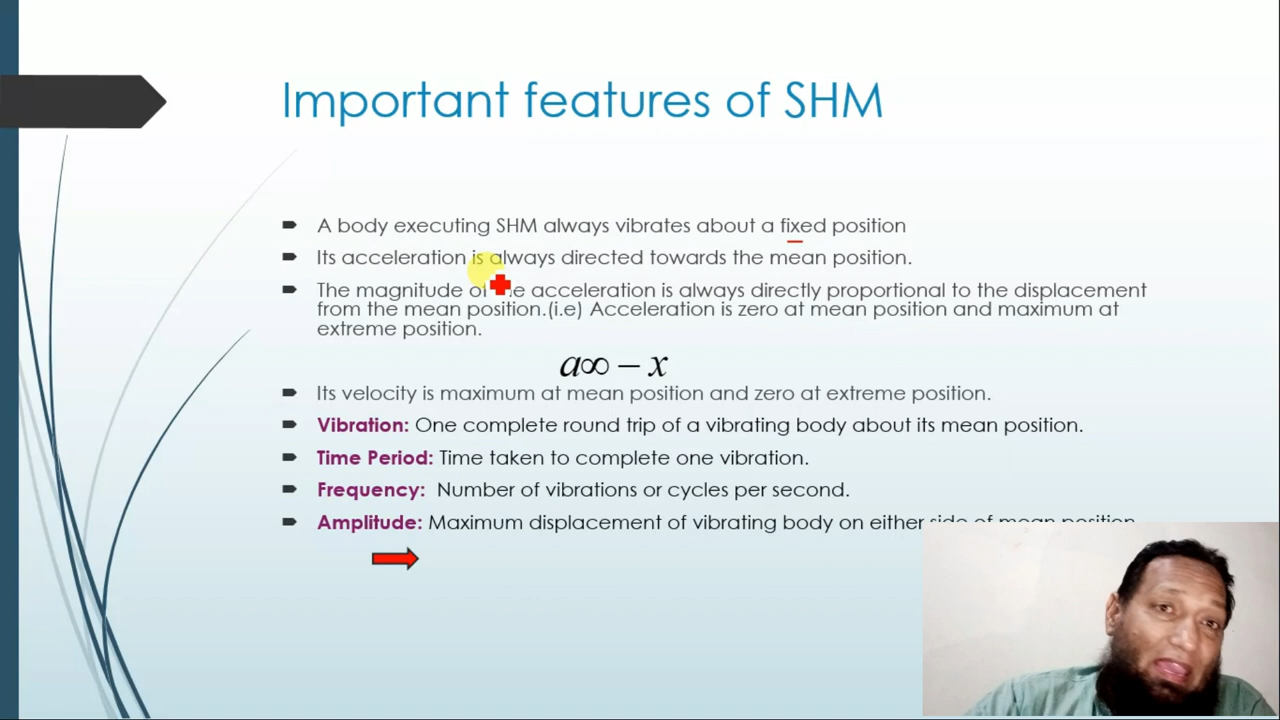 Important features of SHM
A body executing SHM always vibrates about a fixed position
Its acceleration is always directed towards the mean position.
The magnitude of acceleration is always directly proportional to the displacement
from the mean position.(i.e) Acceleration is zero at mean position and maximum at
extreme position.
a∞ − x
Its velocity is maximum at mean position and zero at extreme position.
Vibration: One complete round trip of a vibrating body about its mean position.
Time Period: Time taken to complete one vibration.
Frequency: Number of vibrations or cycles per second.
Amplitude: Maximum displacement of vibrating body on either side of mean position